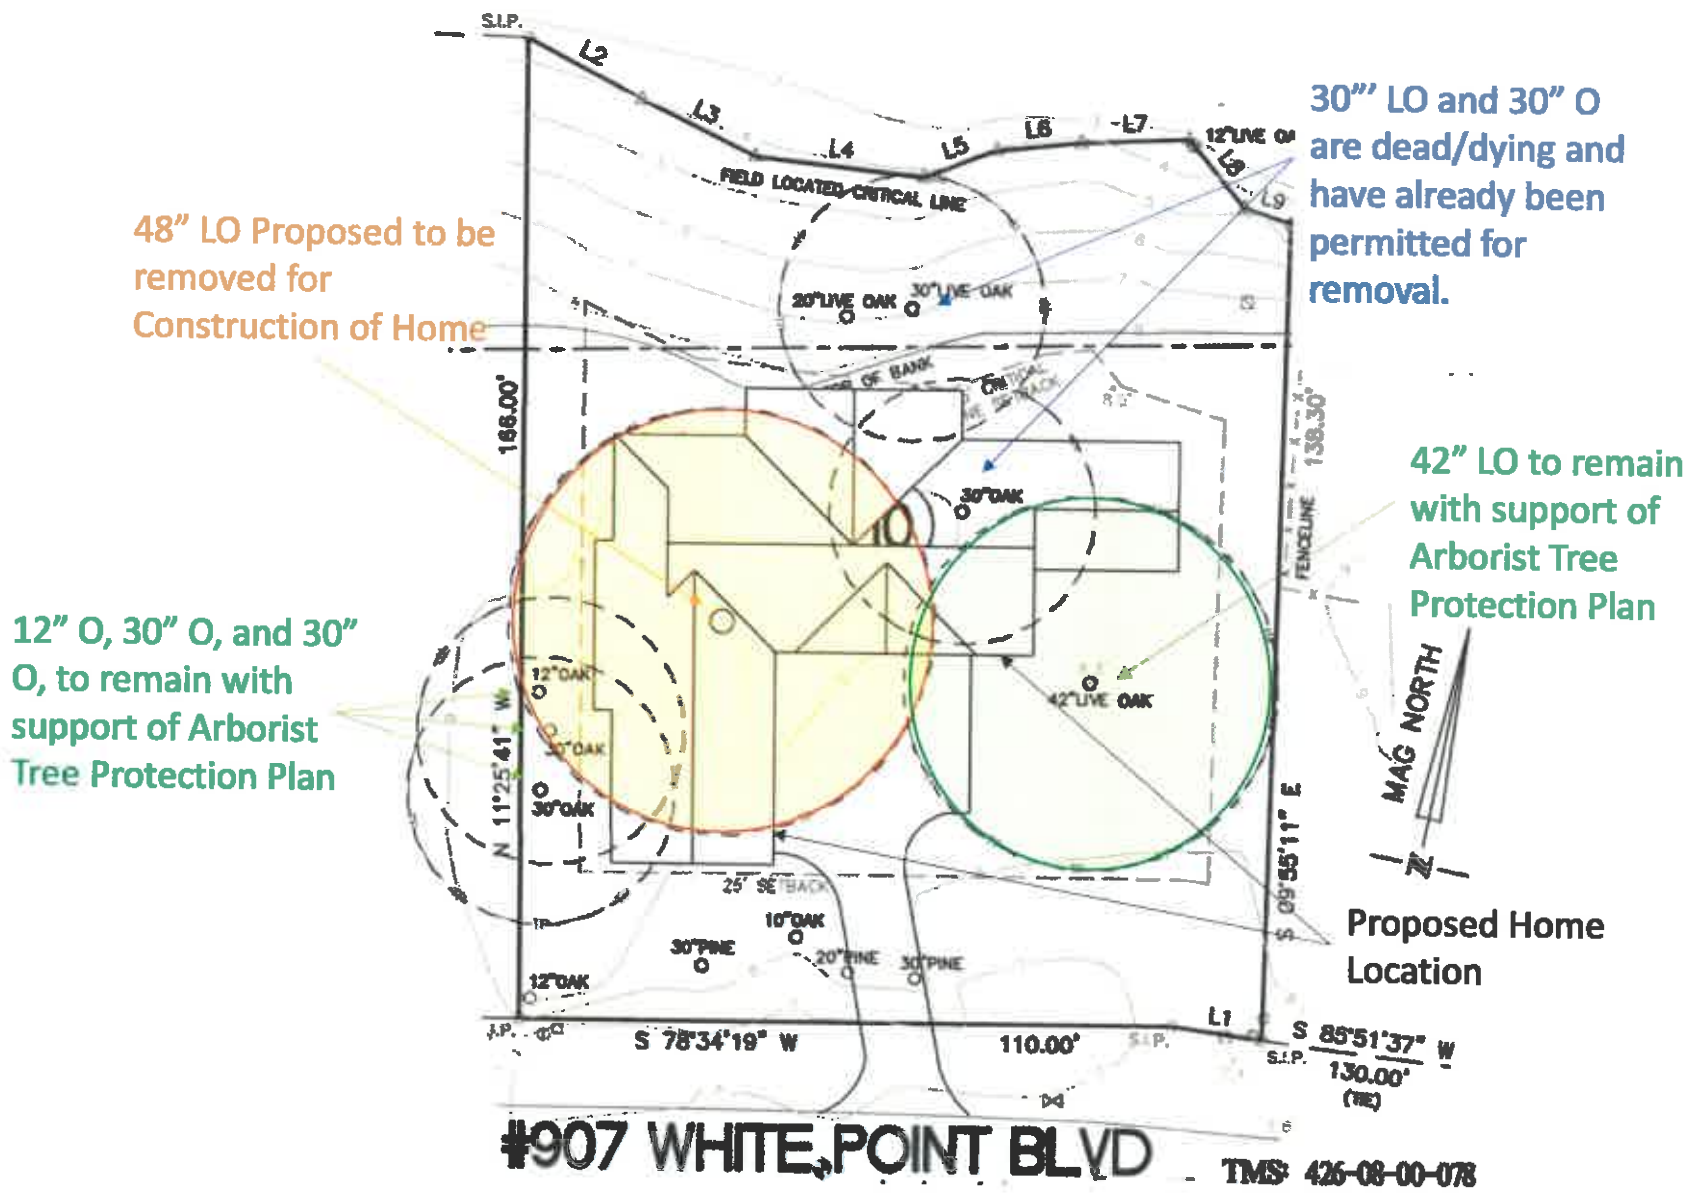 S.I.P.
L2
L3
L4
L5
L6
L7
12"LIVE
L8
L9
FIELD LOCATED CRITICAL LINE
30"' LO and 30" O
are dead/dying and
have already been
permitted for
removal.
48" LO Proposed to be
removed for
Construction of Home
20"LIVE OAK
30"LIVE OAK
OF BANK
CRITICAL
SETBACK
166.00'
138.30'
FENCELINE
30"OAK
42" LO to remain
with support of
Arborist Tree
Protection Plan
12" O, 30" O, and 30"
O, to remain with
support of Arborist
Tree Protection Plan
12"OAK
30"OAK
30"OAK
N 11°25'41" W
42"LIVE OAK
MAG NORTH
N
S 09°55'11" E
25' SETBACK
10"OAK
30"PINE
20"PINE
30"PINE
12"OAK
Proposed Home
Location
I.P.
S 78°34'19" W
110.00'
S.I.P.
L1
S.I.P.
S 85°51'37" W
130.00'
(TIE)
#907 WHITE POINT BLVD
TMS: 426-08-00-078